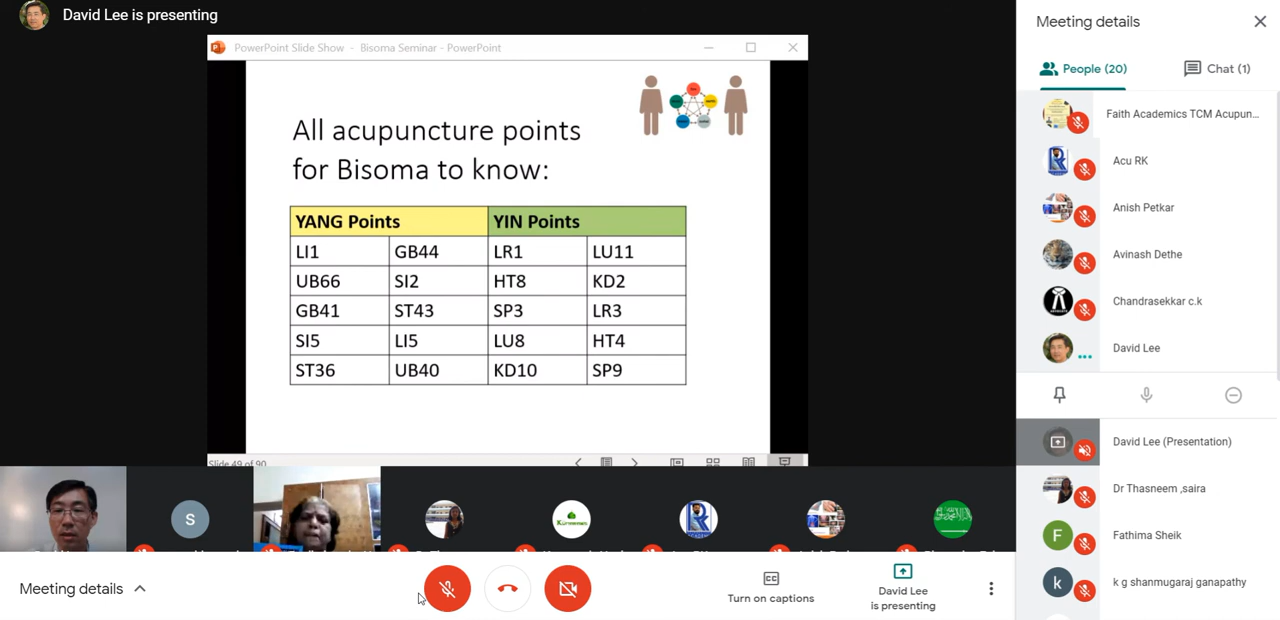 David Lee is presenting
PowerPoint Slide Show - Bisoma Seminar - PowerPoint
All acupuncture points
for Bisoma to know:
YANG Points YIN Points
LI1 GB44 LR1 LU11
UB66 SI2 HT8 KD2
GB41 ST43 SP3 LR3
SI5 LI5 LU8 HT4
ST36 UB40 KD10 SP9
Slide 49 of 90
S
Meeting details
Turn on captions
David Lee
is presenting
Meeting details
People (20)
Chat (1)
Faith Academics TCM Acupun...
Acu RK
Anish Petkar
Avinash Dethe
Chandrasekkar c.k
David Lee
David Lee (Presentation)
Dr Thasneem ,saira
F
Fathima Sheik
k
k g shanmugaraj ganapathy